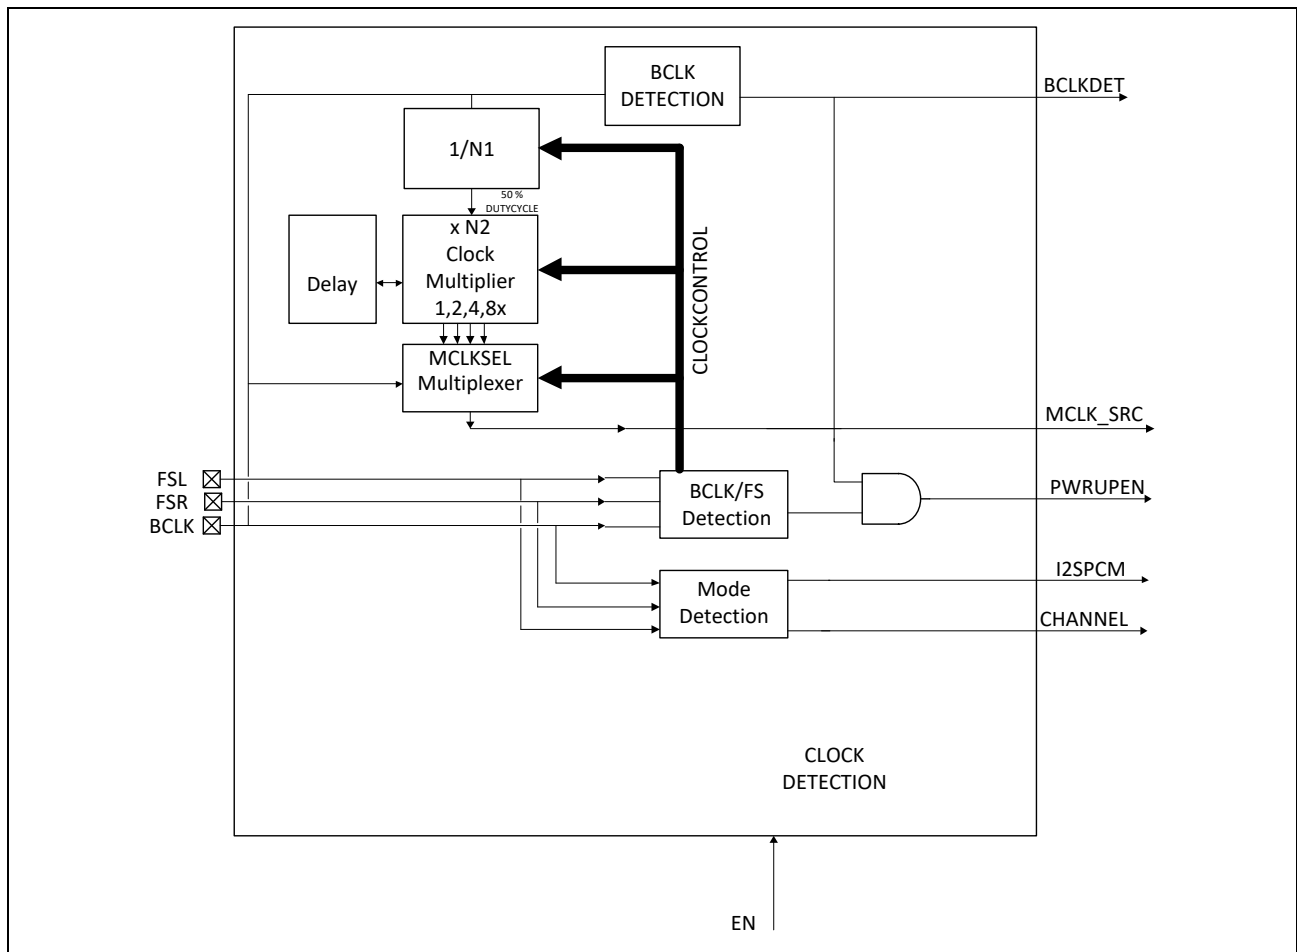 BCLK
DETECTION
BCLKDET
1/N1
50 %
DUTYCYCLE
x N2
Clock
Multiplier
1,2,4,8x
Delay
CLOCKCONTROL
MCLKSEL
Multiplexer
MCLK_SRC
FSL
FSR
BCLK
BCLK/FS
Detection
PWRUPEN
Mode
Detection
I2SPCM
CHANNEL
CLOCK
DETECTION
EN